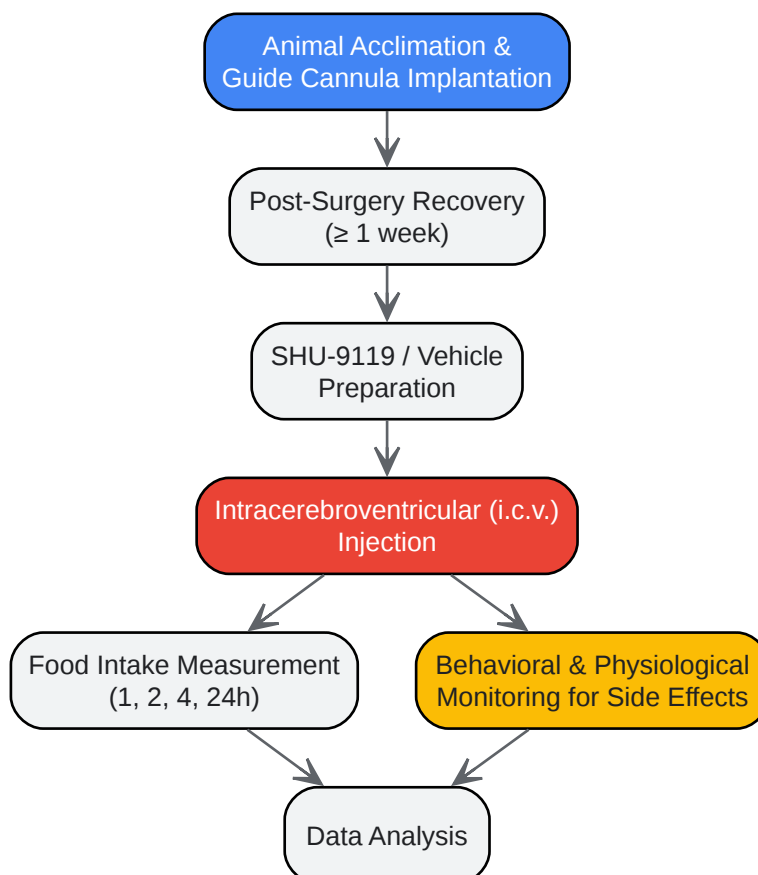 Animal Acclimation &
Guide Cannula Implantation
Post-Surgery Recovery
(≥ 1 week)
SHU-9119 / Vehicle
Preparation
Intracerebroventricular (i.c.v.)
Injection
Food Intake Measurement
(1, 2, 4, 24h)
Behavioral & Physiological
Monitoring for Side Effects
Data Analysis